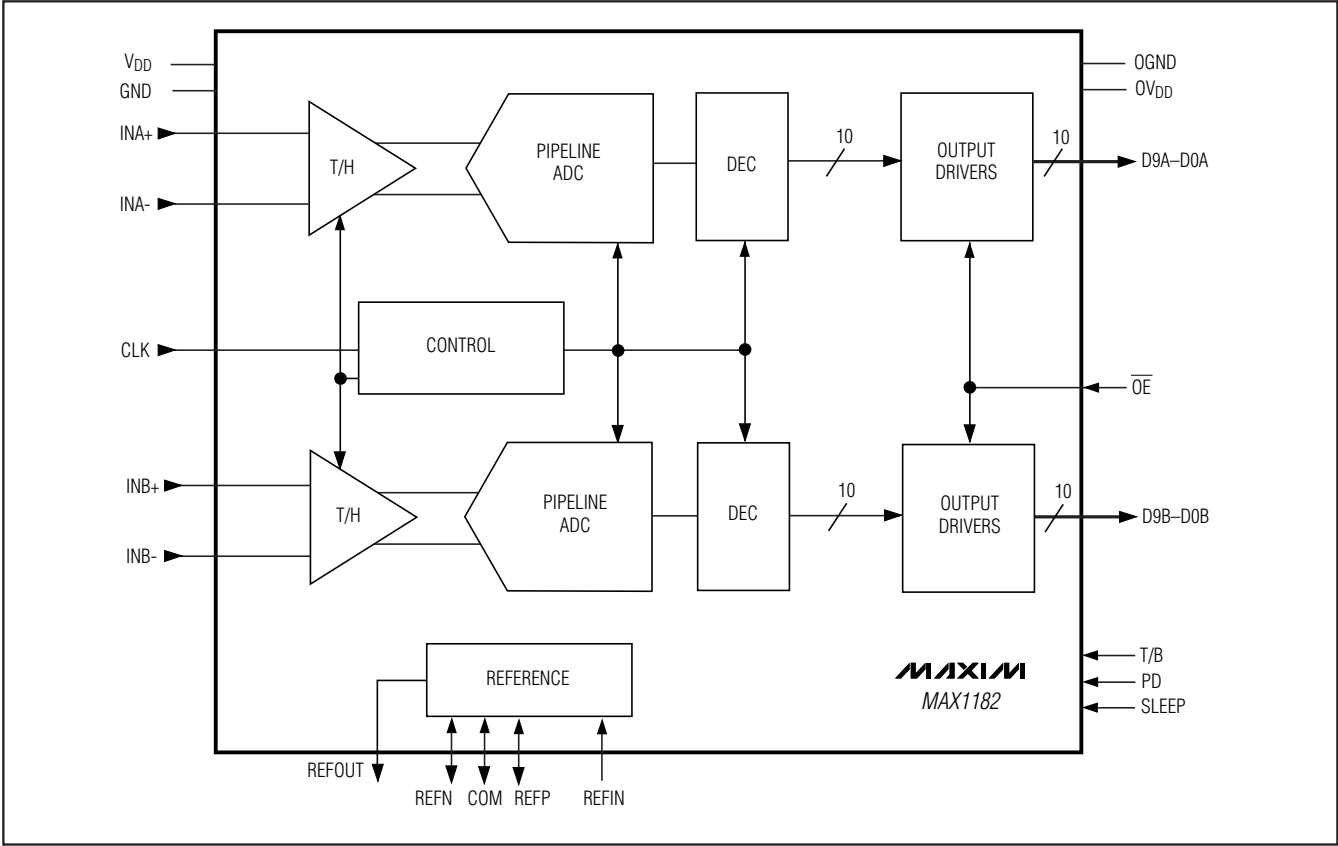 VDD
GND
INA+
INA-
CLK
INB+
INB-
T/H
PIPELINE
ADC
DEC
10
OUTPUT
DRIVERS
10
OGND
OVDD
D9A–D0A
CONTROL
O̅E̅
T/H
PIPELINE
ADC
DEC
10
OUTPUT
DRIVERS
10
D9B–D0B
REFERENCE
MAXIM
MAX1182
T/B
PD
SLEEP
REFOUT
REFN
COM
REFP
REFIN